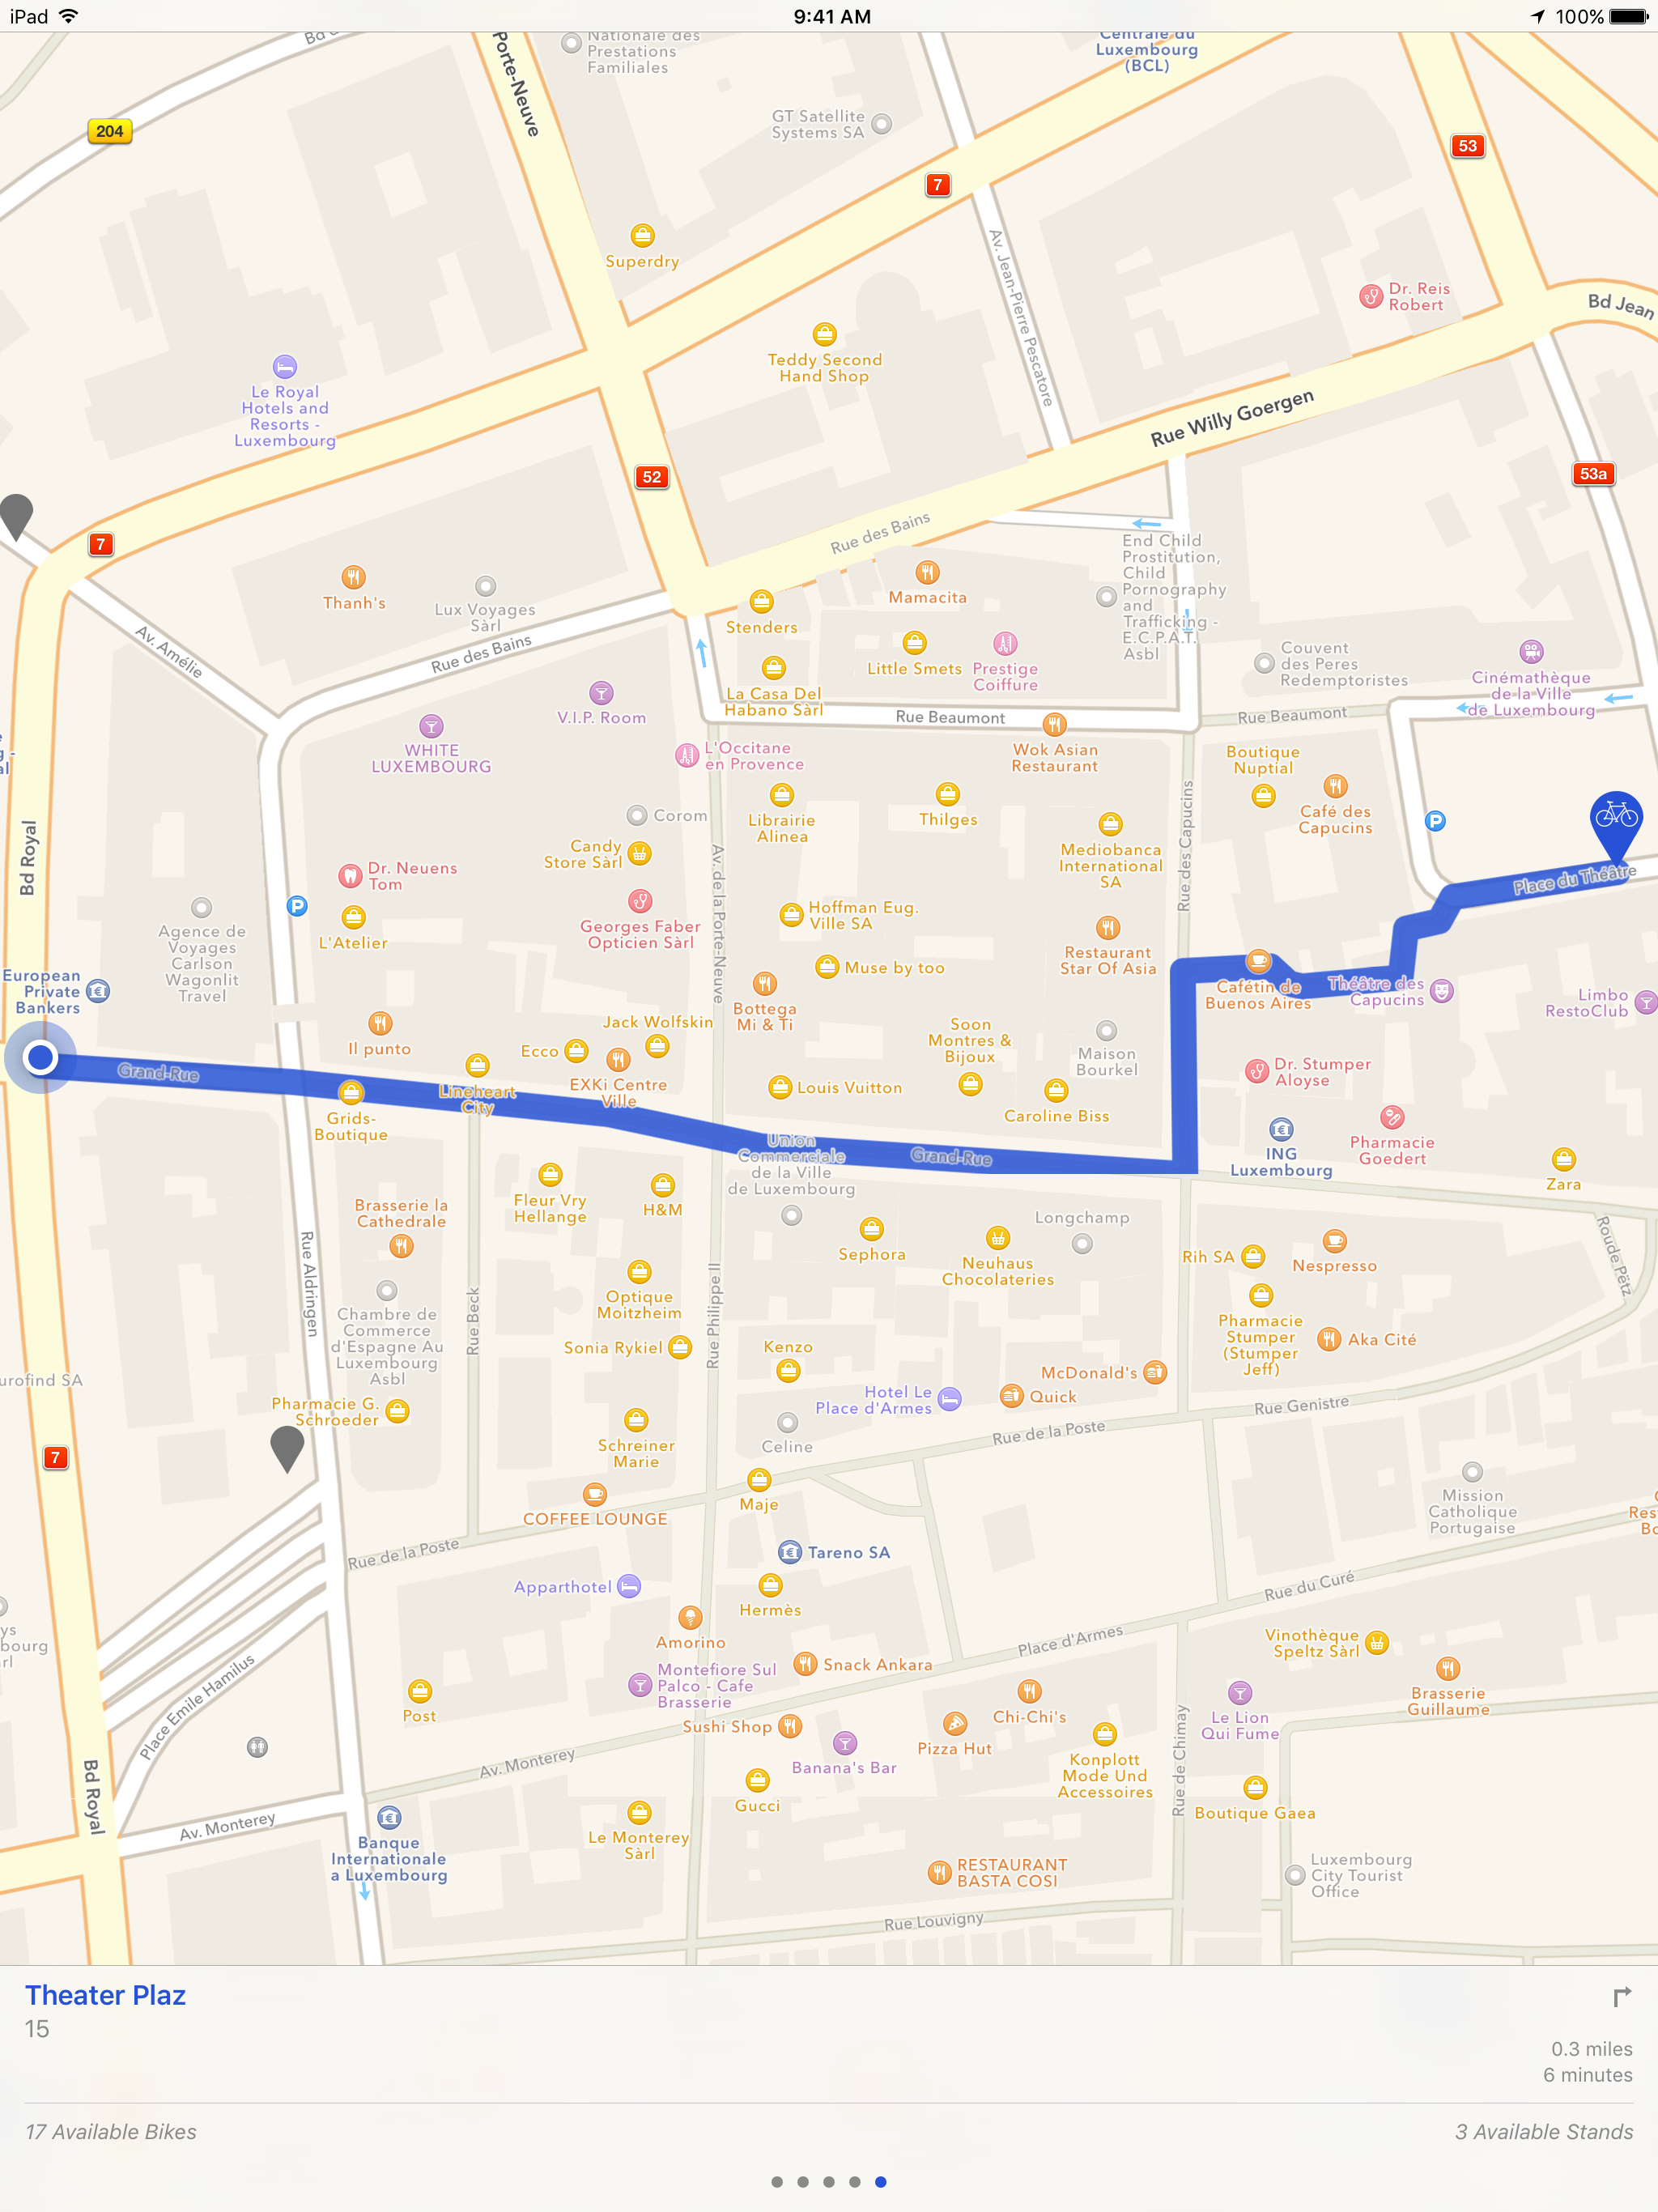 iPad
9:41 AM
100%
Nationale des
Prestations
Familiales
Centrale du
Luxembourg
(BCL)
Porte-Neuve
GT Satellite
Systems SA
204
53
7
Av. Jean-Pierre Pescatore
Superdry
Dr. Reis
Robert
Bd Jean
Teddy Second
Hand Shop
Le Royal
Hotels and
Resorts -
Luxembourg
Rue Willy Goergen
52
53a
7
Rue des Bains
End Child
Prostitution,
Child
Pornography
and
Trafficking -
E.C.P.A.T.
Asbl
Thanh's
Lux Voyages
Sàrl
Mamacita
Stenders
Av. Amélie
Rue des Bains
Little Smets
Prestige
Coiffure
Couvent
des Peres
Redemptoristes
Cinémathèque
de la Ville
de Luxembourg
La Casa Del
Habano Sàrl
V.I.P. Room
WHITE
LUXEMBOURG
Rue Beaumont
Rue Beaumont
L'Occitane
en Provence
Wok Asian
Restaurant
Boutique
Nuptial
Café des
Capucins
Corom
Librairie
Alinea
Thilges
Mediobanca
International
SA
Rue des Capucins
P
Bd Royal
Candy
Store Sàrl
Av. de la Porte-Neuve
Dr. Neuens
Tom
Place du Théâtre
P
L'Atelier
Georges Faber
Opticien Sàrl
Hoffman Eug.
Ville SA
Agence de
Voyages
Carlson
Wagonlit
Travel
Restaurant
Star Of Asia
Muse by too
European
Private
Bankers
Bottega
Mi & Ti
Cafétin de
Buenos Aires
Théâtre des
Capucins
Limbo
RestoClub
Il punto
Jack Wolfskin
Ecco
Soon
Montres &
Bijoux
Maison
Bourkel
EXKi Centre
Ville
Grand-Rue
Lineheart
City
Louis Vuitton
Dr. Stumper
Aloyse
Grids-
Boutique
Caroline Biss
Union
Commerciale
de la Ville
de Luxembourg
Grand-Rue
ING
Luxembourg
Pharmacie
Goedert
Zara
Brasserie la
Cathedrale
Fleur Vry
Hellange
H&M
Longchamp
Sephora
Neuhaus
Chocolateries
Rih SA
Nespresso
Roude Pëtz
Rue Aldringen
Rue Beck
Rue Philippe II
Optique
Moitzheim
Chambre de
Commerce
d'Espagne Au
Luxembourg
Asbl
Pharmacie
Stumper
(Stumper
Jeff)
Aka Cité
Sonia Rykiel
Kenzo
McDonald's
Quick
Hotel Le
Place d'Armes
urofind SA
Pharmacie G.
Schroeder
Rue Genistre
Schreiner
Marie
Celine
Rue de la Poste
7
Maje
COFFEE LOUNGE
Mission
Catholique
Portugaise
Rue de la Poste
Tareno SA
Apparthotel
Hermès
Rue du Curé
Amorino
Place d'Armes
Vinothèque
Speltz Sàrl
Snack Ankara
Montefiore Sul
Palco - Cafe
Brasserie
Brasserie
Guillaume
Post
Place Emile Hamilus
Sushi Shop
Chi-Chi's
Le Lion
Qui Fume
Pizza Hut
Banana's Bar
Konplott
Mode Und
Accessoires
Rue de Chimay
Av. Monterey
Gucci
Boutique Gaea
Bd Royal
Av. Monterey
Banque
Internationale
a Luxembourg
Le Monterey
Sàrl
RESTAURANT
BASTA COSI
Luxembourg
City Tourist
Office
Rue Louvigny
Theater Plaz
15
0.3 miles
6 minutes
17 Available Bikes
3 Available Stands